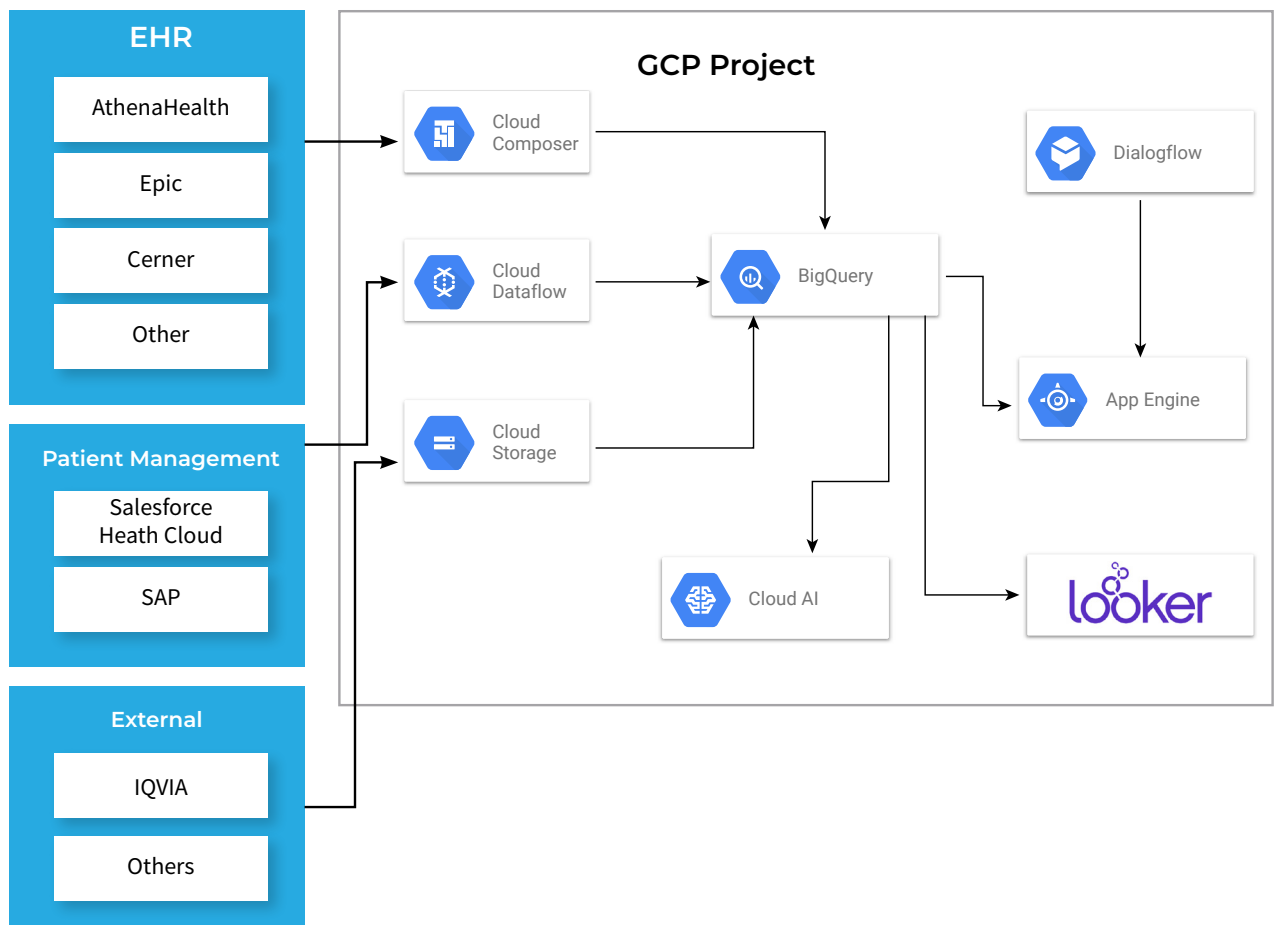 EHR
AthenaHealth
Epic
Cerner
Other
Patient Management
Salesforce
Heath Cloud
SAP
External
IQVIA
Others
GCP Project
Cloud
Composer
Cloud
Dataflow
Cloud
Storage
BigQuery
Cloud AI
Dialogflow
App Engine
looker